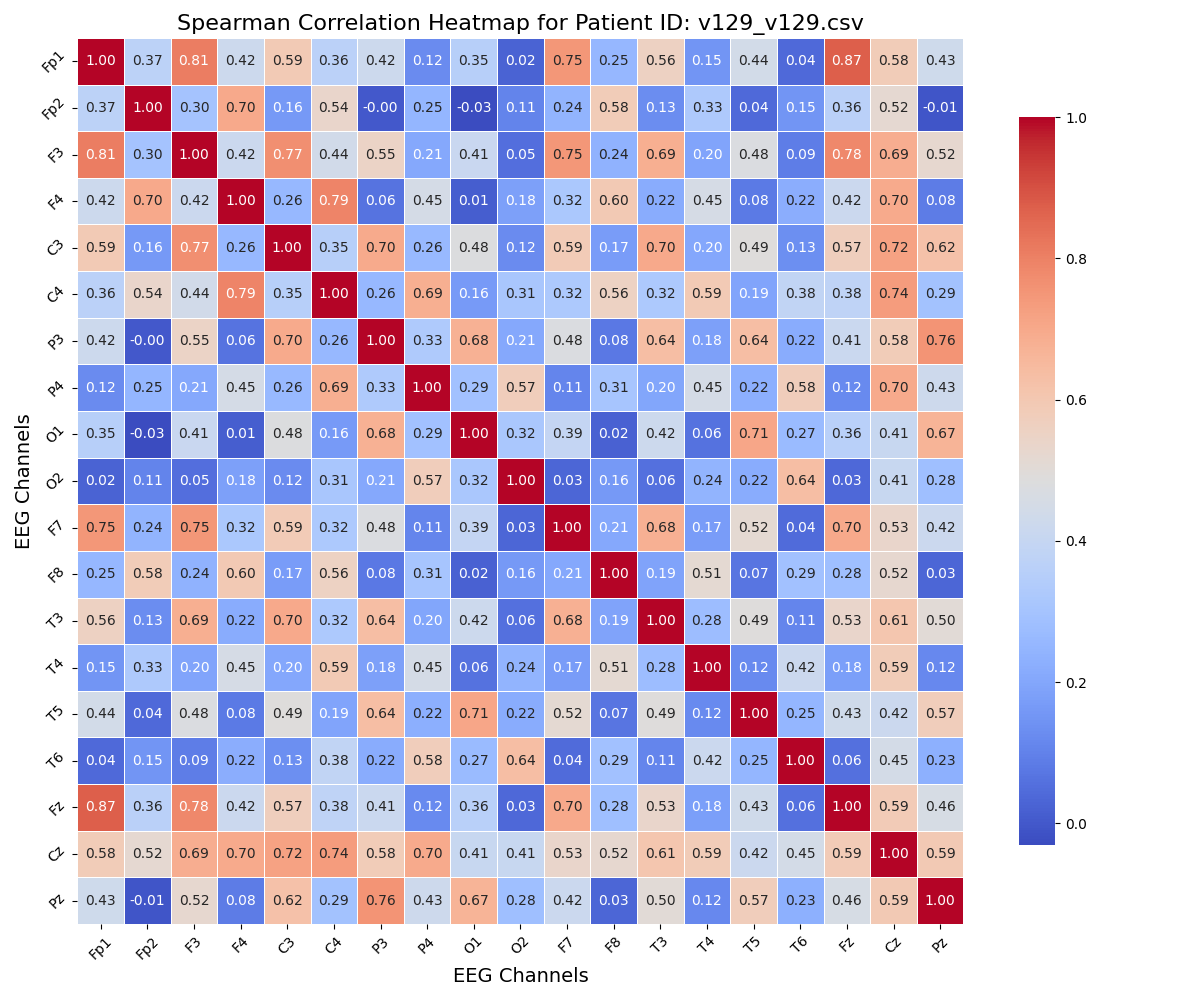 Spearman Correlation Heatmap for Patient ID: v129_v129.csv
Fp1 1.00 0.37 0.81 0.42 0.59 0.36 0.42 0.12 0.35 0.02 0.75 0.25 0.56 0.15 0.44 0.04 0.87 0.58 0.43
Fp2 0.37 1.00 0.30 0.70 0.16 0.54 -0.00 0.25 -0.03 0.11 0.24 0.58 0.13 0.33 0.04 0.15 0.36 0.52 -0.01
F3 0.81 0.30 1.00 0.42 0.77 0.44 0.55 0.21 0.41 0.05 0.75 0.24 0.69 0.20 0.48 0.09 0.78 0.69 0.52
F4 0.42 0.70 0.42 1.00 0.26 0.79 0.06 0.45 0.01 0.18 0.32 0.60 0.22 0.45 0.08 0.22 0.42 0.70 0.08
C3 0.59 0.16 0.77 0.26 1.00 0.35 0.70 0.26 0.48 0.12 0.59 0.17 0.70 0.20 0.49 0.13 0.57 0.72 0.62
C4 0.36 0.54 0.44 0.79 0.35 1.00 0.26 0.69 0.16 0.31 0.32 0.56 0.32 0.59 0.19 0.38 0.38 0.74 0.29
P3 0.42 -0.00 0.55 0.06 0.70 0.26 1.00 0.33 0.68 0.21 0.48 0.08 0.64 0.18 0.64 0.22 0.41 0.58 0.76
P4 0.12 0.25 0.21 0.45 0.26 0.69 0.33 1.00 0.29 0.57 0.11 0.31 0.20 0.45 0.22 0.58 0.12 0.70 0.43
O1 0.35 -0.03 0.41 0.01 0.48 0.16 0.68 0.29 1.00 0.32 0.39 0.02 0.42 0.06 0.71 0.27 0.36 0.41 0.67
O2 0.02 0.11 0.05 0.18 0.12 0.31 0.21 0.57 0.32 1.00 0.03 0.16 0.06 0.24 0.22 0.64 0.03 0.41 0.28
F7 0.75 0.24 0.75 0.32 0.59 0.32 0.48 0.11 0.39 0.03 1.00 0.21 0.68 0.17 0.52 0.04 0.70 0.53 0.42
F8 0.25 0.58 0.24 0.60 0.17 0.56 0.08 0.31 0.02 0.16 0.21 1.00 0.19 0.51 0.07 0.29 0.28 0.52 0.03
T3 0.56 0.13 0.69 0.22 0.70 0.32 0.64 0.20 0.42 0.06 0.68 0.19 1.00 0.28 0.49 0.11 0.53 0.61 0.50
T4 0.15 0.33 0.20 0.45 0.20 0.59 0.18 0.45 0.06 0.24 0.17 0.51 0.28 1.00 0.12 0.42 0.18 0.59 0.12
T5 0.44 0.04 0.48 0.08 0.49 0.19 0.64 0.22 0.71 0.22 0.52 0.07 0.49 0.12 1.00 0.25 0.43 0.42 0.57
T6 0.04 0.15 0.09 0.22 0.13 0.38 0.22 0.58 0.27 0.64 0.04 0.29 0.11 0.42 0.25 1.00 0.06 0.45 0.23
Fz 0.87 0.36 0.78 0.42 0.57 0.38 0.41 0.12 0.36 0.03 0.70 0.28 0.53 0.18 0.43 0.06 1.00 0.59 0.46
Cz 0.58 0.52 0.69 0.70 0.72 0.74 0.58 0.70 0.41 0.41 0.53 0.52 0.61 0.59 0.42 0.45 0.59 1.00 0.59
Pz 0.43 -0.01 0.52 0.08 0.62 0.29 0.76 0.43 0.67 0.28 0.42 0.03 0.50 0.12 0.57 0.23 0.46 0.59 1.00
Fp1 Fp2 F3 F4 C3 C4 P3 P4 O1 O2 F7 F8 T3 T4 T5 T6 Fz Cz Pz
EEG Channels
EEG Channels
1.0
0.8
0.6
0.4
0.2
0.0